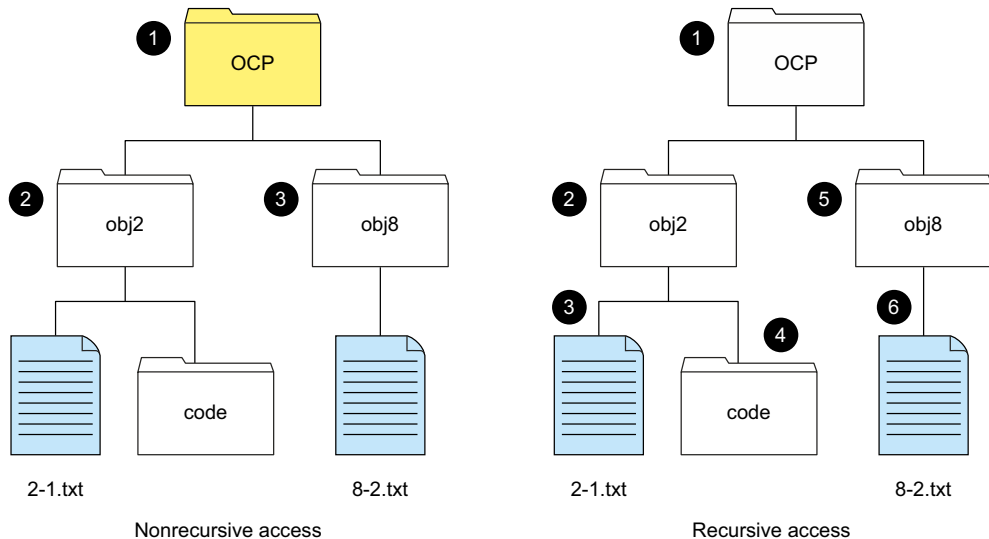 1
OCP
2
obj2
3
obj8
code
2-1.txt
8-2.txt
Nonrecursive access
1
OCP
2
obj2
5
obj8
3
4
6
code
2-1.txt
8-2.txt
Recursive access